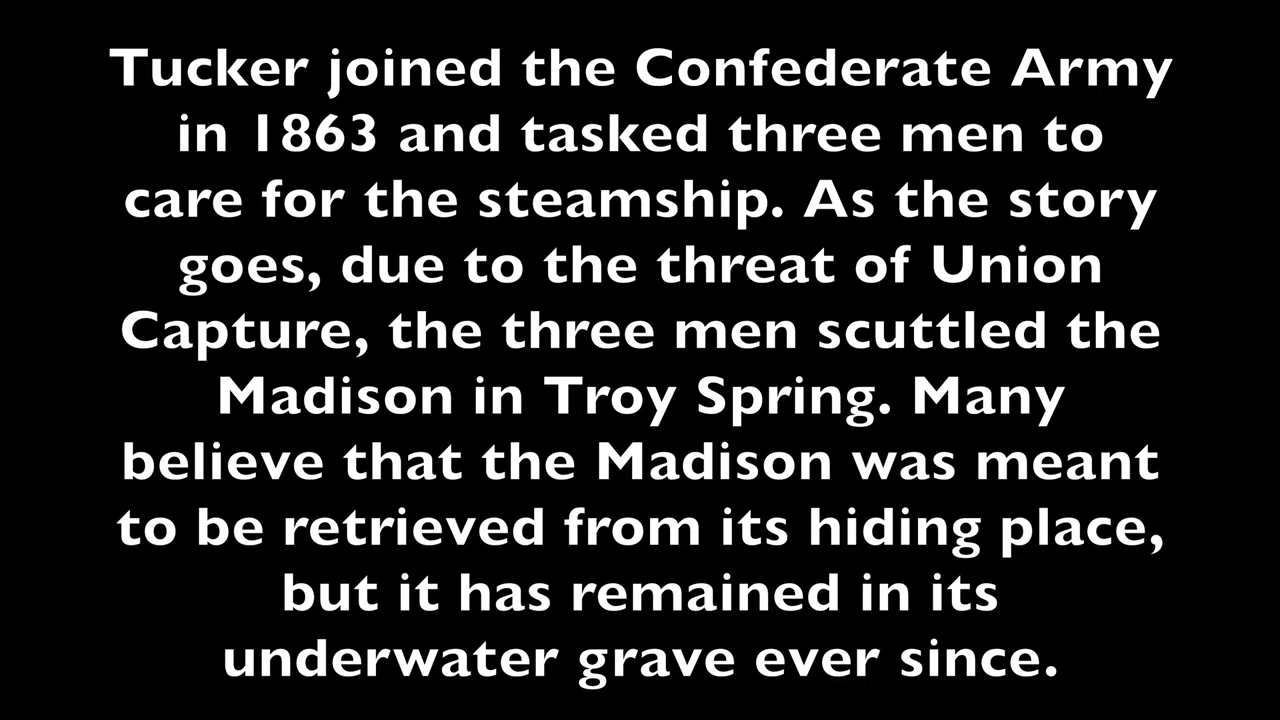 Tucker joined the Confederate Army
in 1863 and tasked three men to
care for the steamship. As the story
goes, due to the threat of Union
Capture, the three men scuttled the
Madison in Troy Spring. Many
believe that the Madison was meant
to be retrieved from its hiding place,
but it has remained in its
underwater grave ever since.